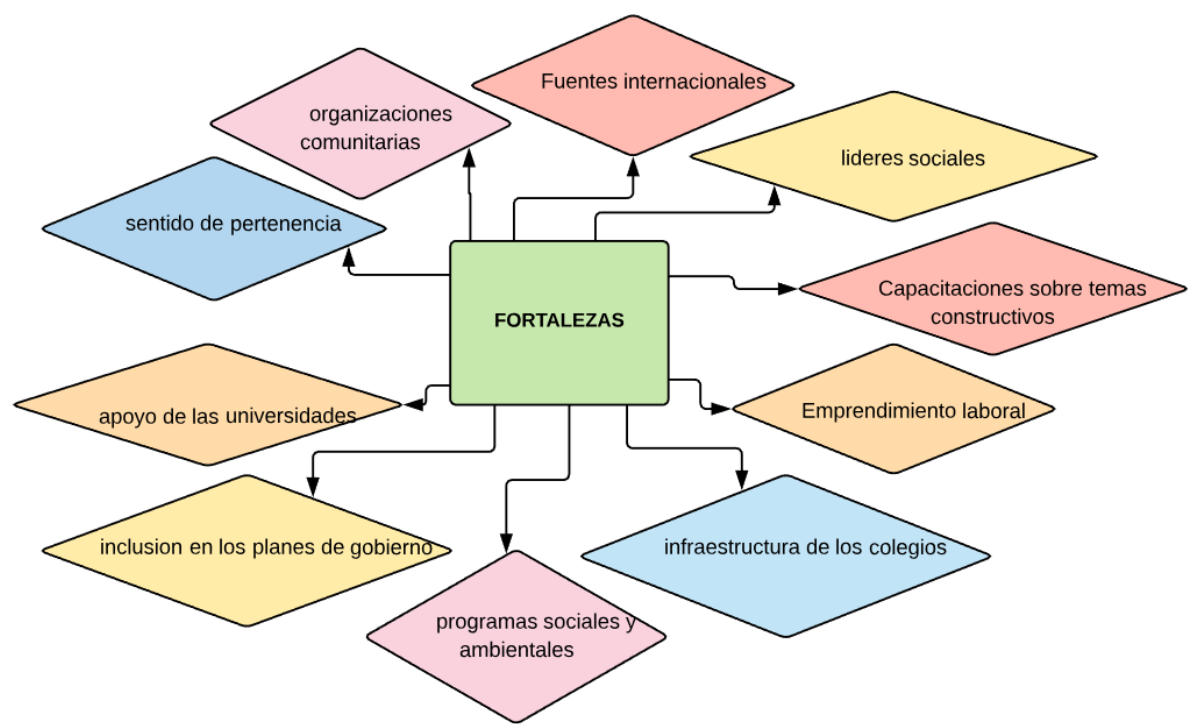 Fuentes internacionales
organizaciones
comunitarias
lideres sociales
sentido de pertenencia
Capacitaciones sobre temas
constructivos
FORTALEZAS
apoyo de las universidades
Emprendimiento laboral
inclusion en los planes de gobierno
infraestructura de los colegios
programas sociales y
ambientales